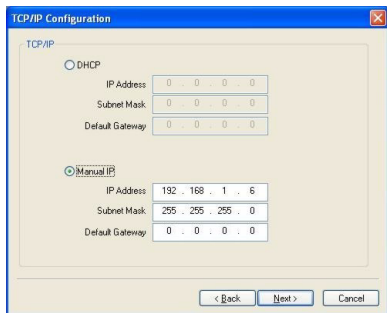 TCP/IP Configuration
TCP/IP
DHCP
IP Address 0 . 0 . 0 . 0
Subnet Mask 0 . 0 . 0 . 0
Default Gateway 0 . 0 . 0 . 0
Manual IP
IP Address 192 . 168 . 1 . 6
Subnet Mask 255 . 255 . 255 . 0
Default Gateway 0 . 0 . 0 . 0
< Back Next > Cancel